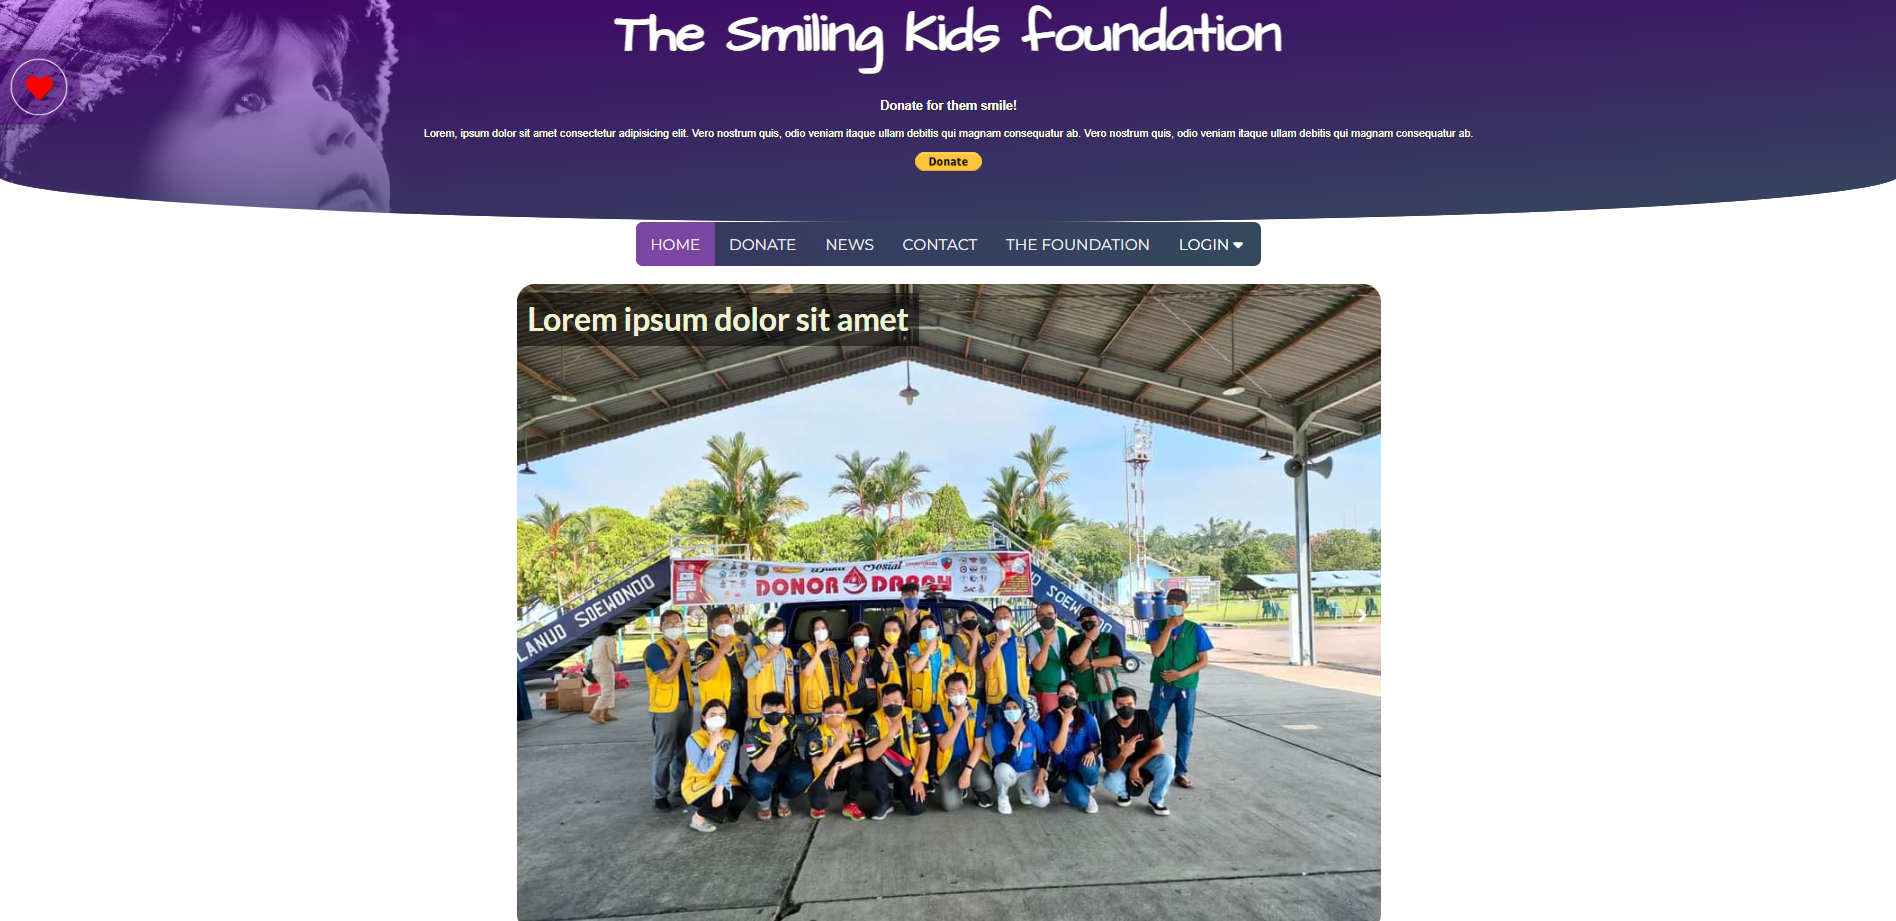 The Smiling Kids Foundation
Donate for them smile!
Lorem, ipsum dolor sit amet consectetur adipisicing elit. Vero nostrum quis, odio veniam itaque ullam debitis qui magnam consequatur ab. Vero nostrum quis, odio veniam itaque ullam debitis qui magnam consequatur ab.
Donate
HOME DONATE NEWS CONTACT THE FOUNDATION LOGIN
Lorem ipsum dolor sit amet
Sosial
DONOR DARAH
LANUD SOEWONDO
SOEWONDO